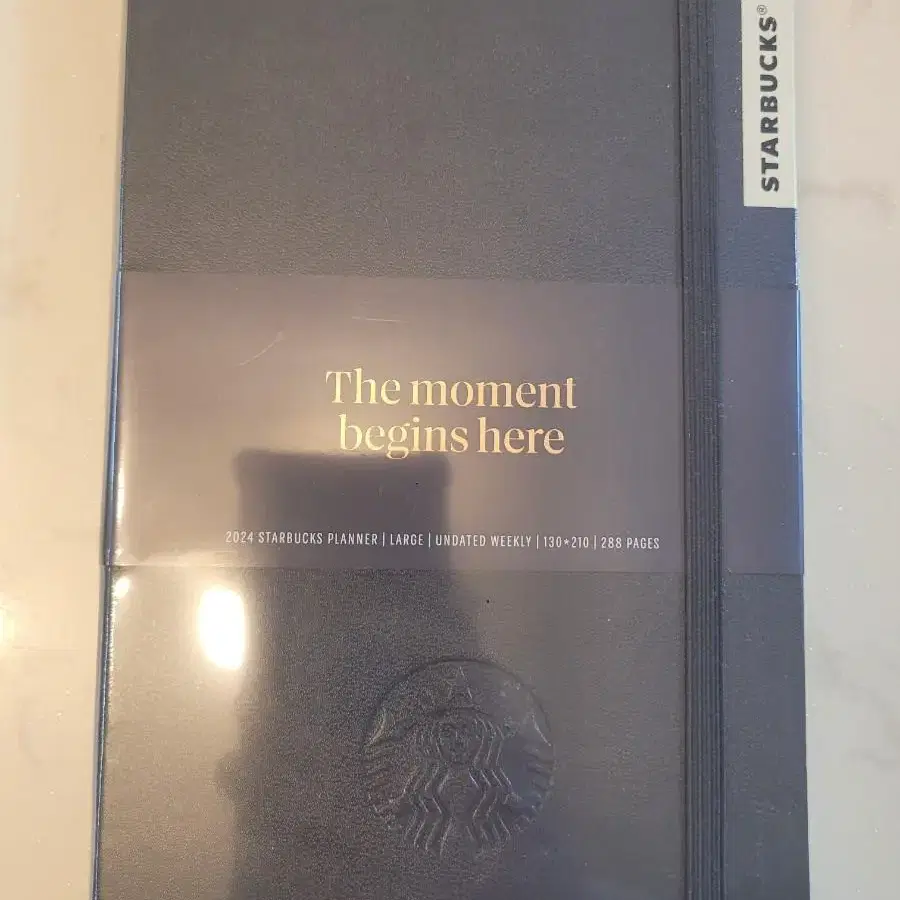 STARBUCKS®
The moment
begins here
2024 STARBUCKS PLANNER | LARGE | UNDATED WEEKLY | 130*210 | 288 PAGES